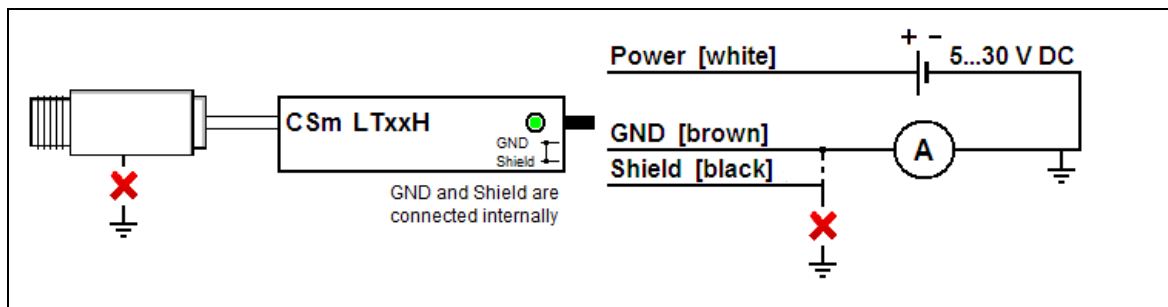 + −
Power [white]
5...30 V DC
CSm LTxxH
GND
Shield
GND [brown]
A
Shield [black]
GND and Shield are
connected internally